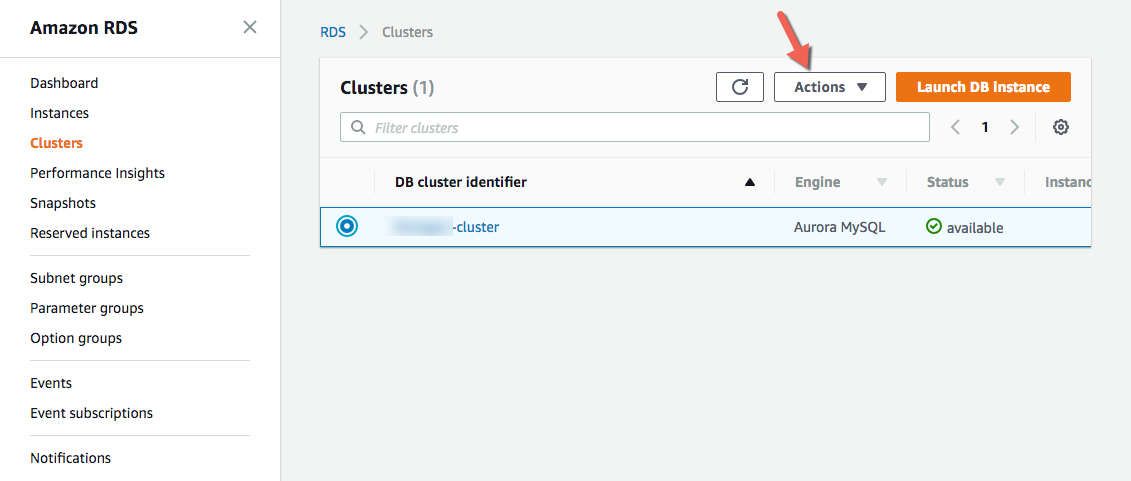 Amazon RDS
Dashboard
Instances
Clusters
Performance Insights
Snapshots
Reserved instances
Subnet groups
Parameter groups
Option groups
Events
Event subscriptions
Notifications
RDS > Clusters
Clusters (1)
Actions
Launch DB instance
Filter clusters
1
DB cluster identifier Engine Status Instanc
-cluster Aurora MySQL available